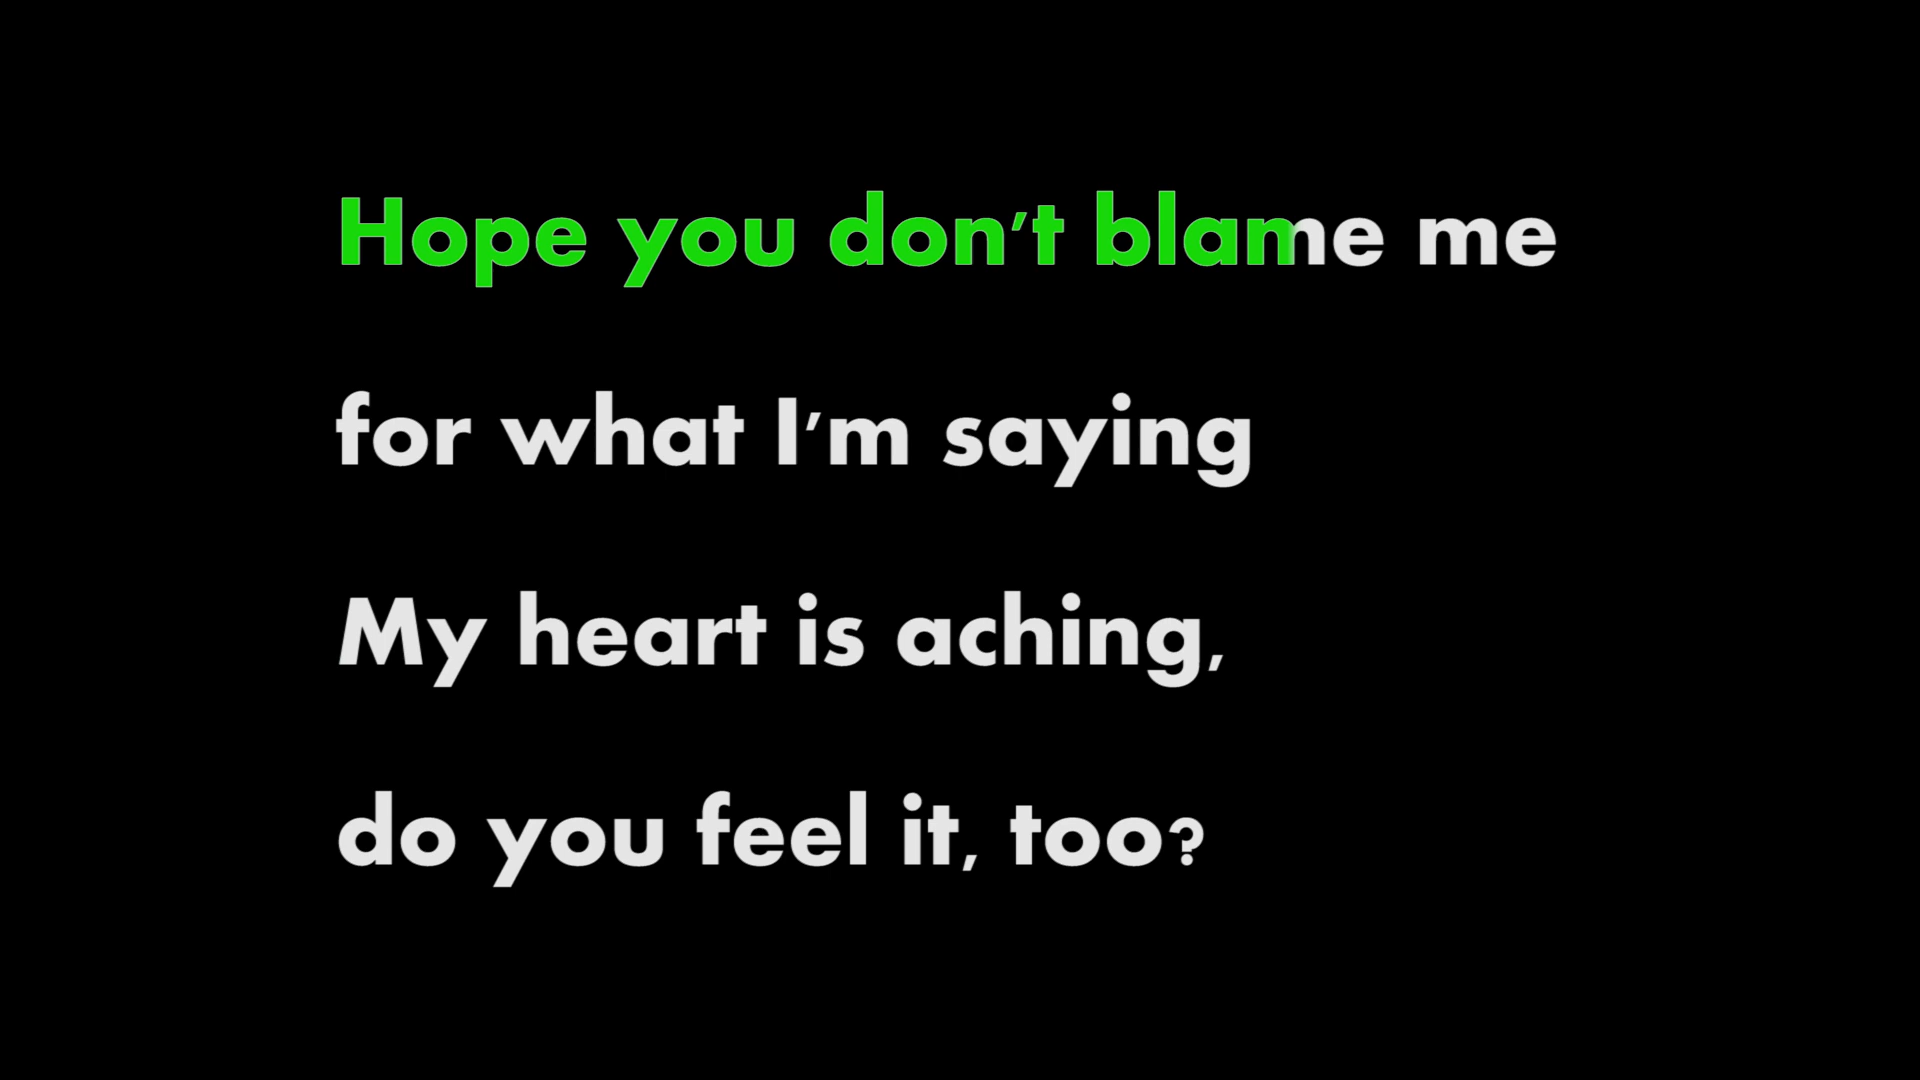 Hope you don't blame me
for what I'm saying
My heart is aching,
do you feel it, too?